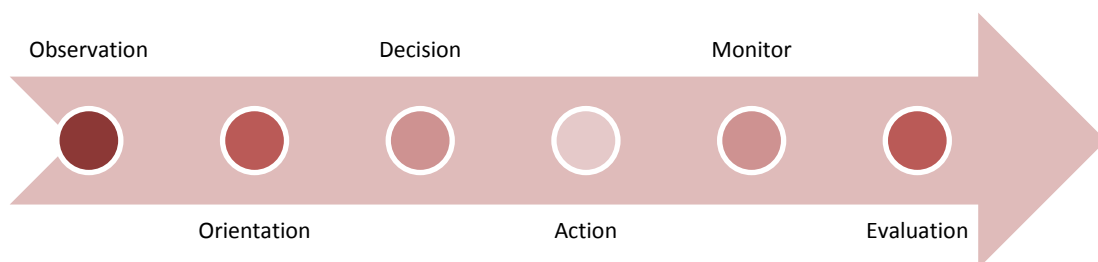 Observation
Decision
Monitor
Orientation
Action
Evaluation